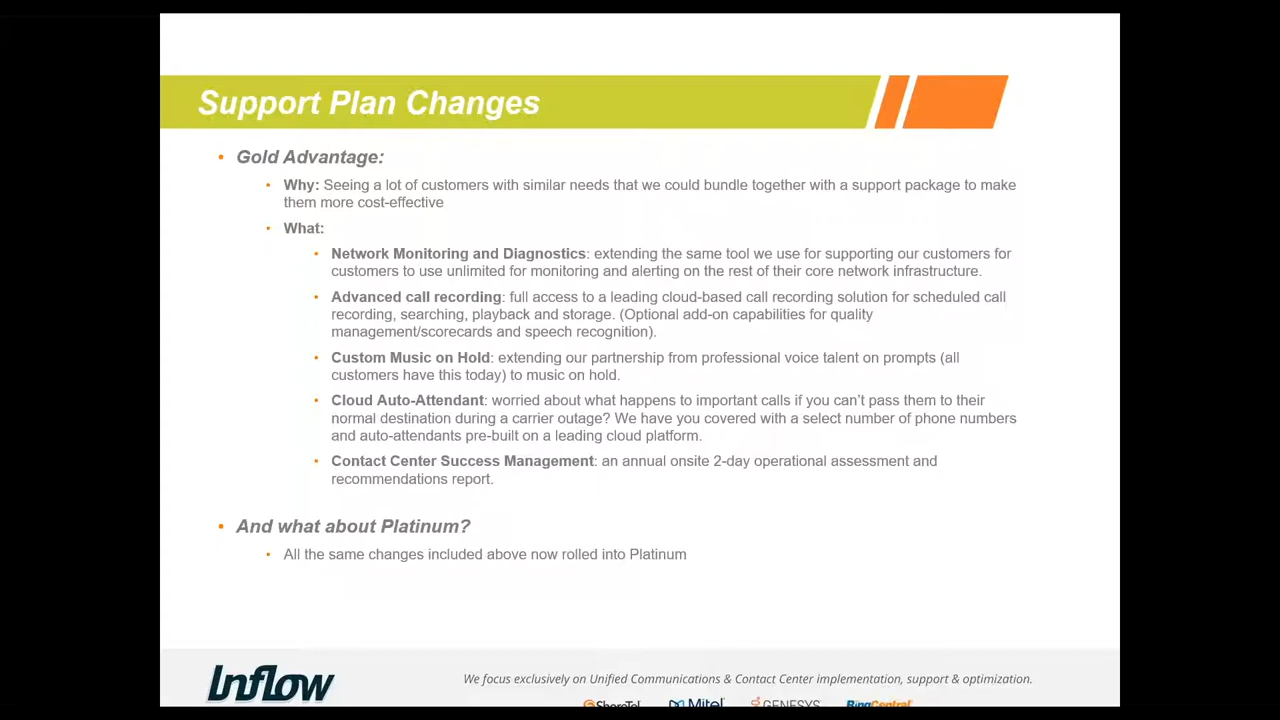 Support Plan Changes
• Gold Advantage:
• Why: Seeing a lot of customers with similar needs that we could bundle together with a support package to make
them more cost-effective
• What:
• Network Monitoring and Diagnostics: extending the same tool we use for supporting our customers for
customers to use unlimited for monitoring and alerting on the rest of their core network infrastructure.
• Advanced call recording: full access to a leading cloud-based call recording solution for scheduled call
recording, searching, playback and storage. (Optional add-on capabilities for quality
management/scorecards and speech recognition).
• Custom Music on Hold: extending our partnership from professional voice talent on prompts (all
customers have this today) to music on hold.
• Cloud Auto-Attendant: worried about what happens to important calls if you can’t pass them to their
normal destination during a carrier outage? We have you covered with a select number of phone numbers
and auto-attendants pre-built on a leading cloud platform.
• Contact Center Success Management: an annual onsite 2-day operational assessment and
recommendations report.
• And what about Platinum?
• All the same changes included above now rolled into Platinum
Inflow
We focus exclusively on Unified Communications & Contact Center implementation, support & optimization.
ShoreTel Mitel GENESYS RingCentral